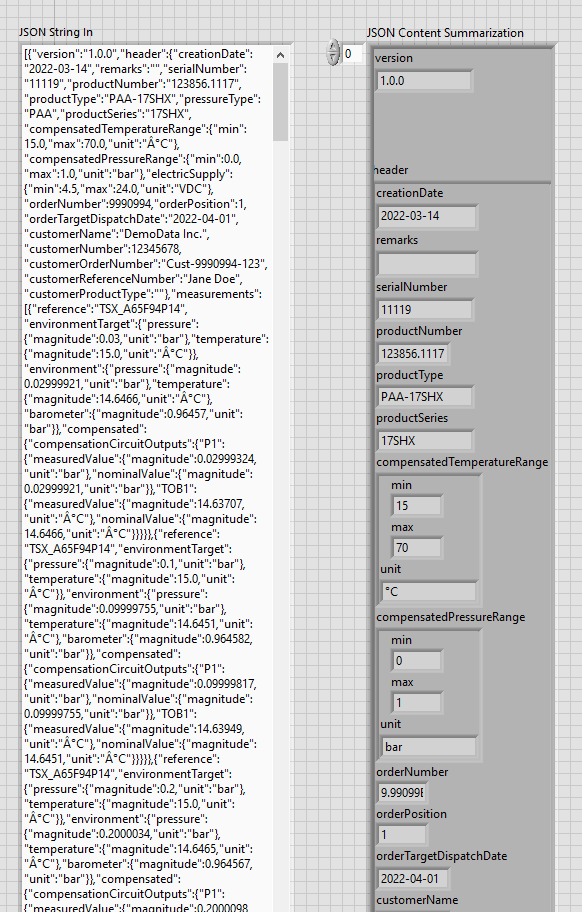 JSON String In
[{"version":"1.0.0","header":{"creationDate":
"2022-03-14","remarks":"","serialNumber":
"11119","productNumber":"123856.1117",
"productType":"PAA-17SHX","pressureType":
"PAA","productSeries":"17SHX",
"compensatedTemperatureRange":{"min":
15.0,"max":70.0,"unit":"Â°C"},
"compensatedPressureRange":{"min":0.0,
"max":1.0,"unit":"bar"},"electricSupply":
{"min":4.5,"max":24.0,"unit":"VDC"},
"orderNumber":9990994,"orderPosition":1,
"orderTargetDispatchDate":"2022-04-01",
"customerName":"DemoData Inc.",
"customerNumber":12345678,
"customerOrderNumber":"Cust-9990994-123",
"customerReferenceNumber":"Jane Doe",
"customerProductType":""},"measurements":
[{"reference":"TSX_A65F94P14",
"environmentTarget":{"pressure":
{"magnitude":0.03,"unit":"bar"},"temperature":
{"magnitude":15.0,"unit":"Â°C"}},
"environment":{"pressure":{"magnitude":
0.02999921,"unit":"bar"},"temperature":
{"magnitude":14.6466,"unit":"Â°C"},
"barometer":{"magnitude":0.96457,"unit":
"bar"}},"compensated":
{"compensationCircuitOutputs":{"P1":
{"measuredValue":{"magnitude":0.02999324,
"unit":"bar"},"nominalValue":{"magnitude":
0.02999921,"unit":"bar"}},"TOB1":
{"measuredValue":{"magnitude":14.63707,
"unit":"Â°C"},"nominalValue":{"magnitude":
14.6466,"unit":"Â°C"}}}}},{"reference":
"TSX_A65F94P14","environmentTarget":
{"pressure":{"magnitude":0.1,"unit":"bar"},
"temperature":{"magnitude":15.0,"unit":
"Â°C"}},"environment":{"pressure":
{"magnitude":0.09999755,"unit":"bar"},
"temperature":{"magnitude":14.6451,"unit":
"Â°C"},"barometer":{"magnitude":0.964582,
"unit":"bar"}},"compensated":
{"compensationCircuitOutputs":{"P1":
{"measuredValue":{"magnitude":0.09999817,
"unit":"bar"},"nominalValue":{"magnitude":
0.09999755,"unit":"bar"}},"TOB1":
{"measuredValue":{"magnitude":14.63949,
"unit":"Â°C"},"nominalValue":{"magnitude":
14.6451,"unit":"Â°C"}}}}},{"reference":
"TSX_A65F94P14","environmentTarget":
{"pressure":{"magnitude":0.2,"unit":"bar"},
"temperature":{"magnitude":15.0,"unit":
"Â°C"}},"environment":{"pressure":
{"magnitude":0.2000034,"unit":"bar"},
"temperature":{"magnitude":14.6465,"unit":
"Â°C"},"barometer":{"magnitude":0.964567,
"unit":"bar"}},"compensated":
{"compensationCircuitOutputs":{"P1":
{"measuredValue":{"magnitude":0.2000098
0
JSON Content Summarization
version
1.0.0
header
creationDate
2022-03-14
remarks
serialNumber
11119
productNumber
123856.1117
productType
PAA-17SHX
productSeries
17SHX
compensatedTemperatureRange
min
15
max
70
unit
°C
compensatedPressureRange
min
0
max
1
unit
bar
orderNumber
9.99099E
orderPosition
1
orderTargetDispatchDate
2022-04-01
customerName